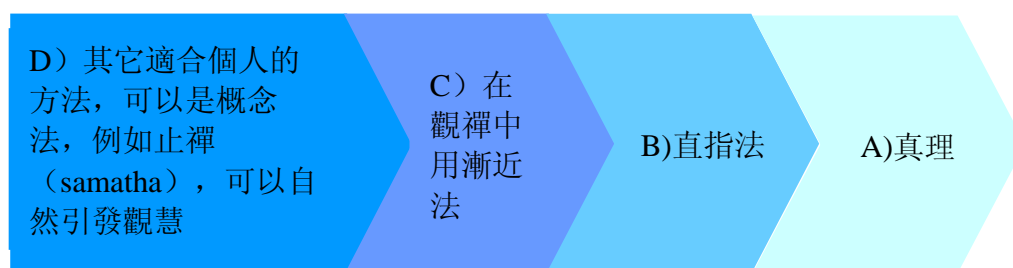 D）其它適合個人的
方法，可以是概念
法，例如止禪
（samatha），可以自
然引發觀慧
C）在
觀禪中
用漸近
法
B)直指法
A)真理